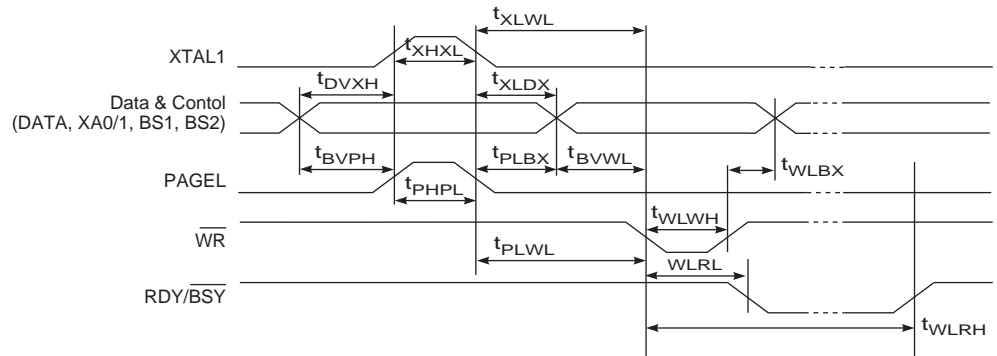 tXLWL
XTAL1
tXHXL
tDVXH
tXLDX
Data & Contol
(DATA, XA0/1, BS1, BS2)
tBVPH
tPLBX
tBVWL
tWLBX
PAGEL
tPHPL
tWLWH
WR
tPLWL
WLRL
RDY/BSY
tWLRH